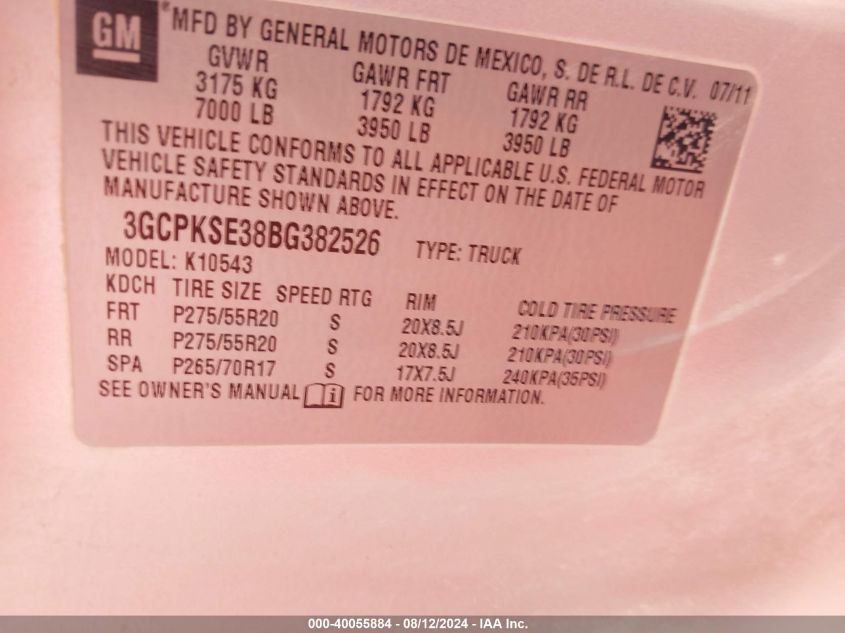 GM
®MFD BY GENERAL MOTORS DE MEXICO, S. DE R.L. DE C.V. 07/11
GVWR GAWR FRT GAWR RR
3175 KG 1792 KG 1792 KG
7000 LB 3950 LB 3950 LB
THIS VEHICLE CONFORMS TO ALL APPLICABLE U.S. FEDERAL MOTOR
VEHICLE SAFETY STANDARDS IN EFFECT ON THE DATE OF
MANUFACTURE SHOWN ABOVE.
3GCPKSE38BG382526 TYPE: TRUCK
MODEL: K10543
KDCH TIRE SIZE SPEED RTG RIM COLD TIRE PRESSURE
FRT P275/55R20 S 20X8.5J 210KPA(30PSI)
RR P275/55R20 S 20X8.5J 210KPA(30PSI)
SPA P265/70R17 S 17X7.5J 240KPA(35PSI)
SEE OWNER'S MANUAL i FOR MORE INFORMATION.
000-40055884 - 08/12/2024 - IAA Inc.